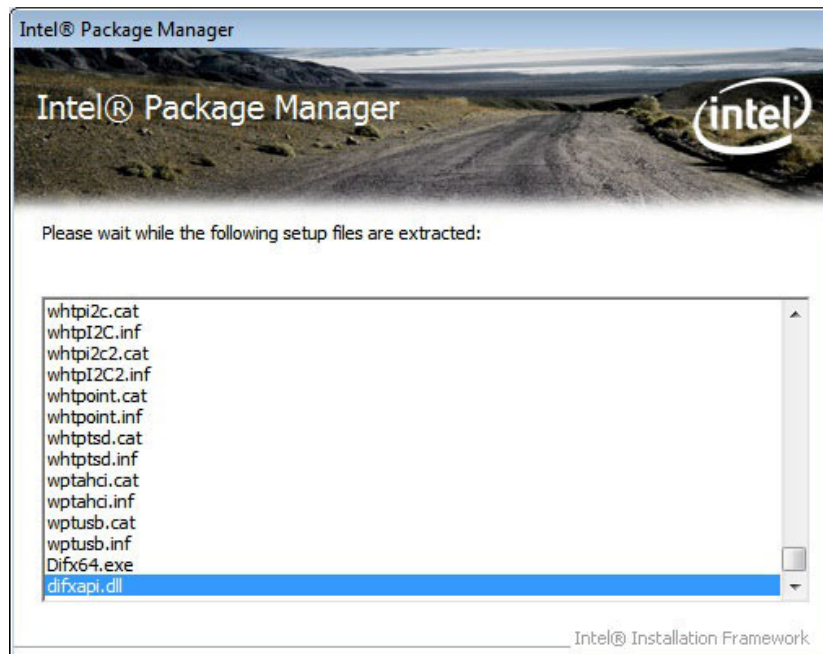 Intel® Package Manager
Intel® Package Manager
intel
Please wait while the following setup files are extracted:
whtpi2c.cat
whtpI2C.inf
whtpi2c2.cat
whtpI2C2.inf
whtpoint.cat
whtpoint.inf
whtptsd.cat
whtptsd.inf
wptahci.cat
wptahci.inf
wptusb.cat
wptusb.inf
Difx64.exe
difxapi.dll
Intel® Installation Framework